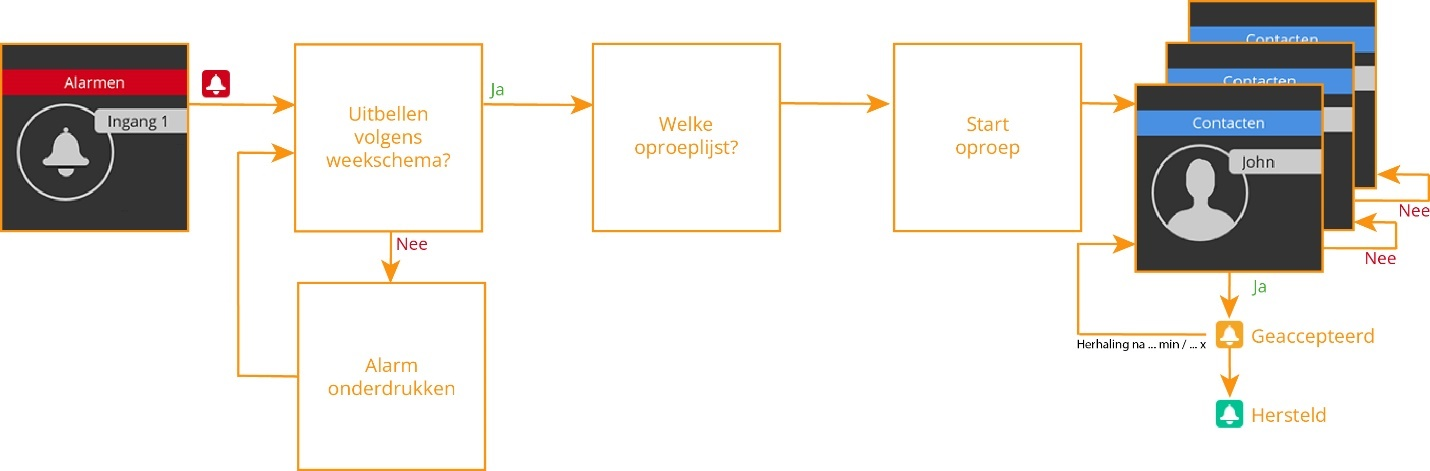 Alarmen
Ingang 1
Uitbellen
volgens
weekschema?
Ja
Nee
Alarm
onderdrukken
Welke
oproeplijst?
Start
oproep
Contacten
Contacten
Contacten
John
Nee
Nee
Ja
Herhaling na ... min / ... x
Geaccepteerd
Hersteld